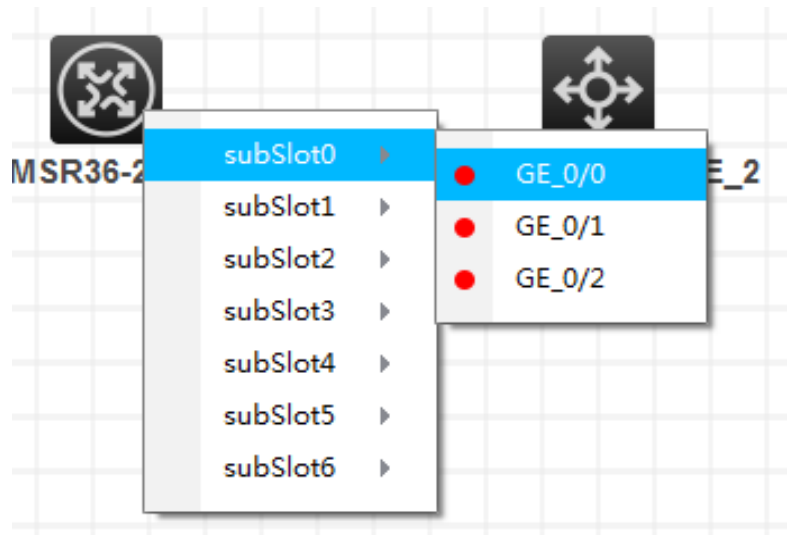 subSlot0
MSR36-2
GE_0/0
E_2
subSlot1
GE_0/1
subSlot2
GE_0/2
subSlot3
subSlot4
subSlot5
subSlot6